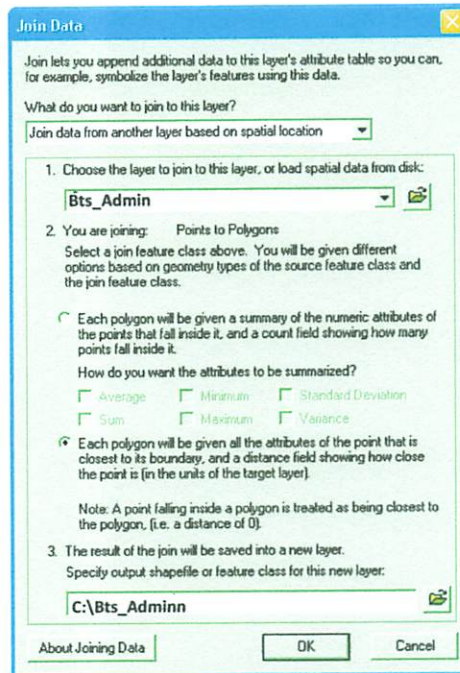 Join Data
Join lets you append additional data to this layer's attribute table so you can,
for example, symbolize the layer's features using this data.
What do you want to join to this layer?
Join data from another layer based on spatial location
1. Choose the layer to join to this layer, or load spatial data from disk:
Bts_Admin
2. You are joining: Points to Polygons
Select a join feature class above. You will be given different
options based on geometry types of the source feature class and
the join feature class.
Each polygon will be given a summary of the numeric attributes of
the points that fall inside it, and a count field showing how many
points fall inside it.
How do you want the attributes to be summarized?
Average Minimum Standard Deviation
Sum Maximum Variance
Each polygon will be given all the attributes of the point that is
closest to its boundary, and a distance field showing how close
the point is (in the units of the target layer).
Note: A point falling inside a polygon is treated as being closest to
the polygon, (i.e. a distance of 0).
3. The result of the join will be saved into a new layer.
Specify output shapefile or feature class for this new layer:
C:\Bts_Adminn
About Joining Data OK Cancel